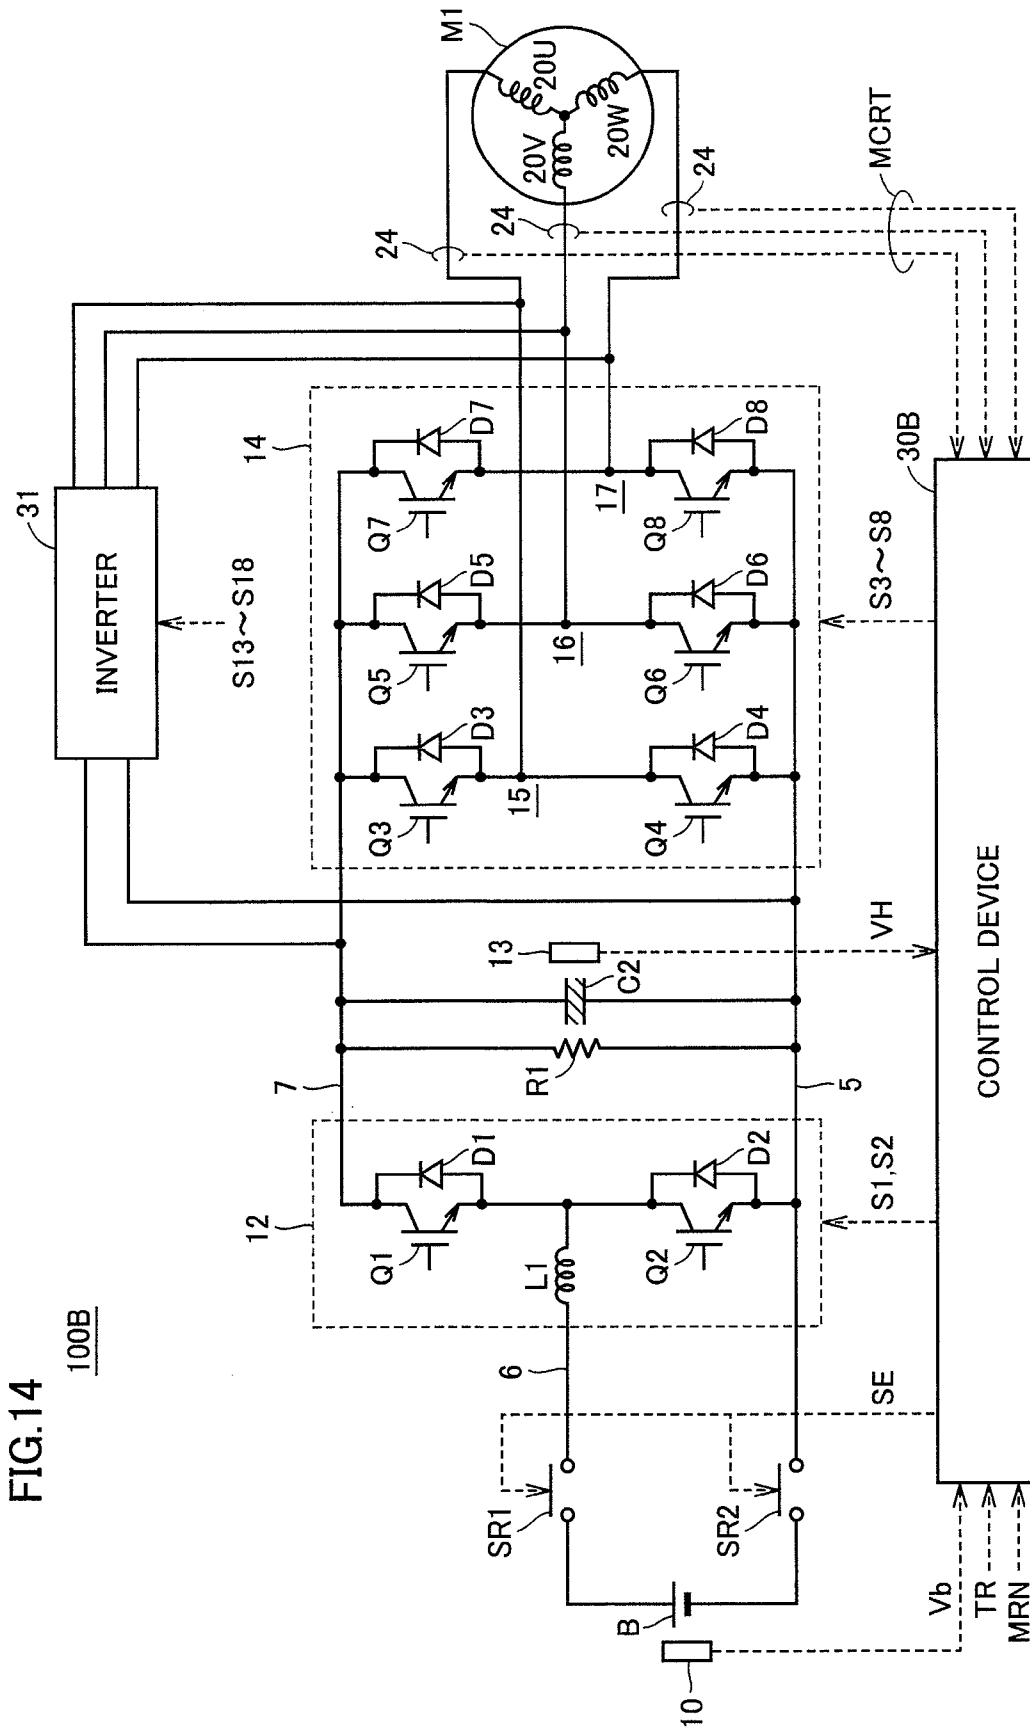 FIG.14
100B
31
INVERTER
S13～S18
M1
20U
20V
20W
24
24
24
MCRT
14
Q7
D7
Q5
D5
Q3
D3
17
16
15
Q8
D8
Q6
D6
Q4
D4
S3～S8
30B
13
VH
C2
R1
7
5
12
Q1
D1
L1
Q2
D2
S1,S2
6
SE
SR1
SR2
B
10
Vb
TR
MRN
CONTROL DEVICE